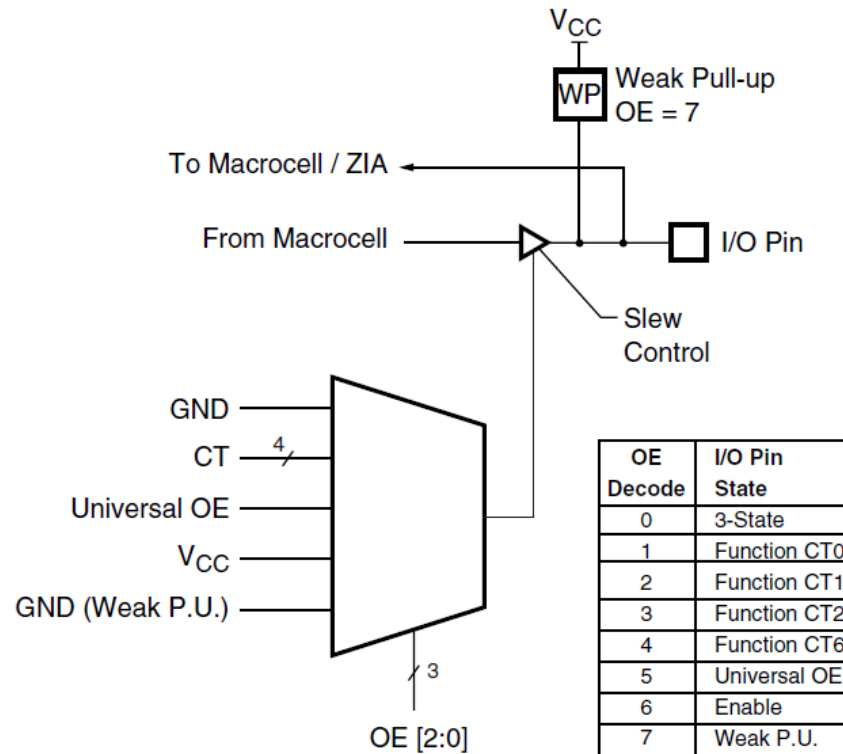 VCC
WP
Weak Pull-up
OE = 7
To Macrocell / ZIA
From Macrocell
I/O Pin
Slew
Control
GND
4
CT
Universal OE
VCC
GND (Weak P.U.)
3
OE [2:0]
OE Decode I/O Pin State
0 3-State
1 Function CT0
2 Function CT1
3 Function CT2
4 Function CT6
5 Universal OE
6 Enable
7 Weak P.U.